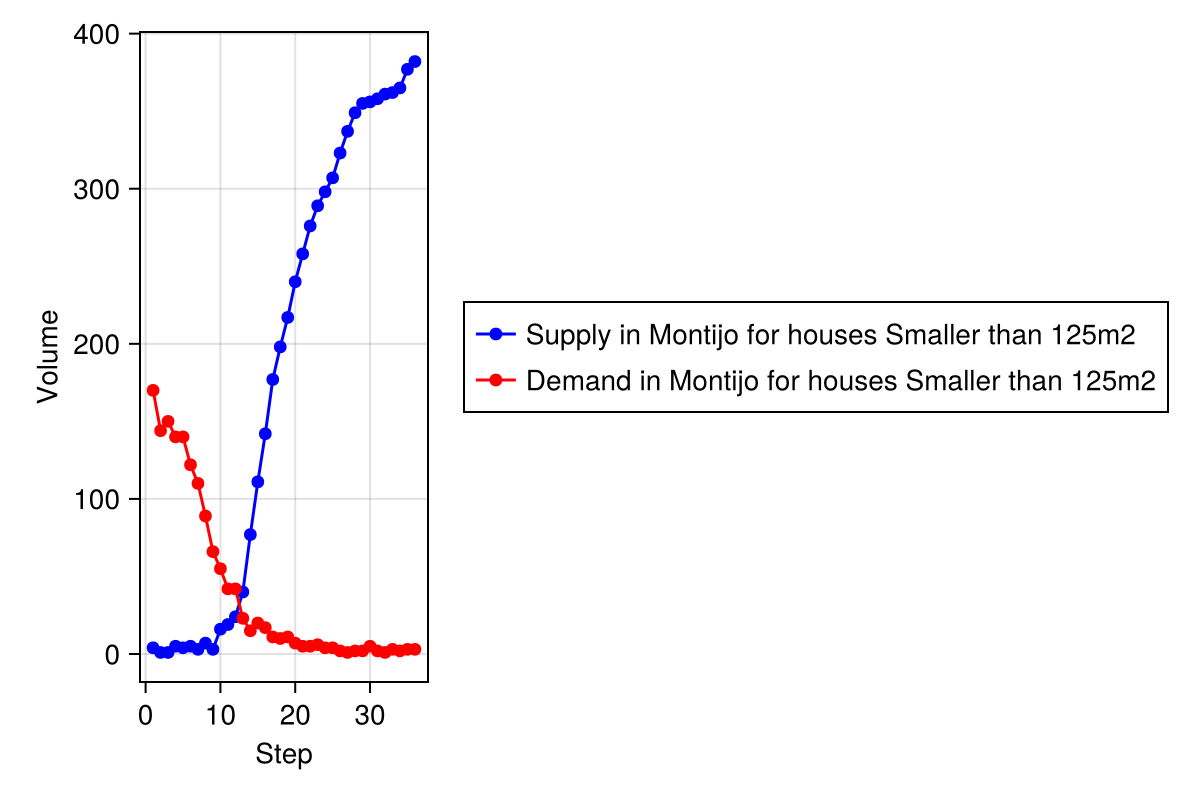 400
300
200
100
0
Volume
0 10 20 30
Step
Supply in Montijo for houses Smaller than 125m2
Demand in Montijo for houses Smaller than 125m2